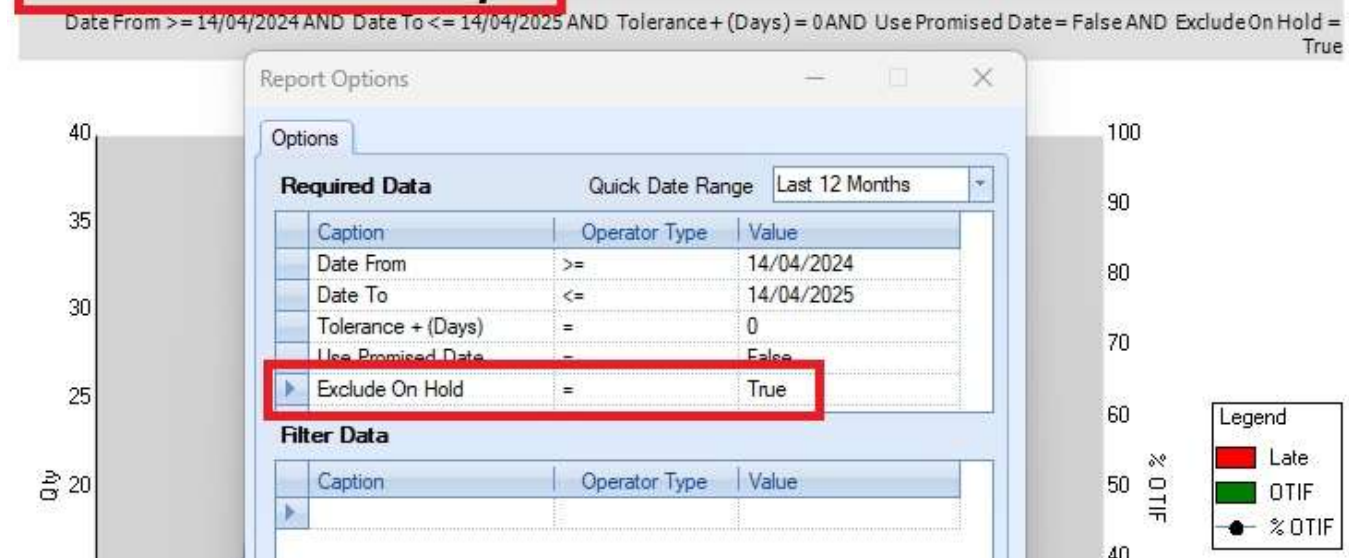 Date From >= 14/04/2024 AND Date To <= 14/04/2025 AND Tolerance + (Days) = 0 AND Use Promised Date = False AND Exclude On Hold =
True
Report Options
Options
Required Data Quick Date Range Last 12 Months
Caption Operator Type Value
Date From >= 14/04/2024
Date To <= 14/04/2025
Tolerance + (Days) = 0
Use Promised Date = False
Exclude On Hold = True
Filter Data
Caption Operator Type Value
40
35
30
25
20
Qty
100
90
80
70
60
50
40
% OTIF
Legend
Late
OTIF
% OTIF